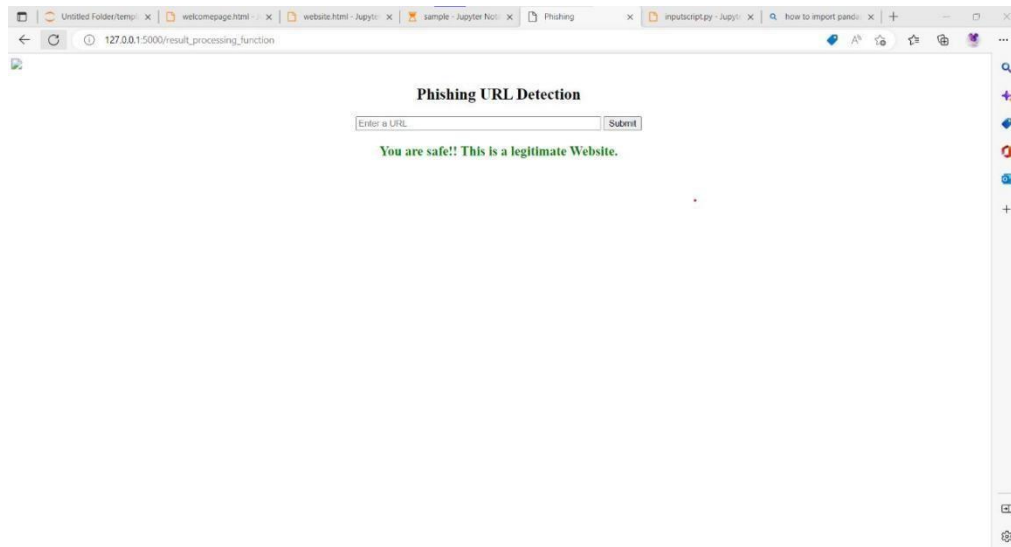 Untitled Folder/templ
welcomepage.html - J
website.html - Jupyte
sample - Jupyter Not
Phishing
inputscript.py - Jupyt
how to import panda
127.0.0.1:5000/result_processing_function
Phishing URL Detection
Enter a URL
Submit
You are safe!! This is a legitimate Website.